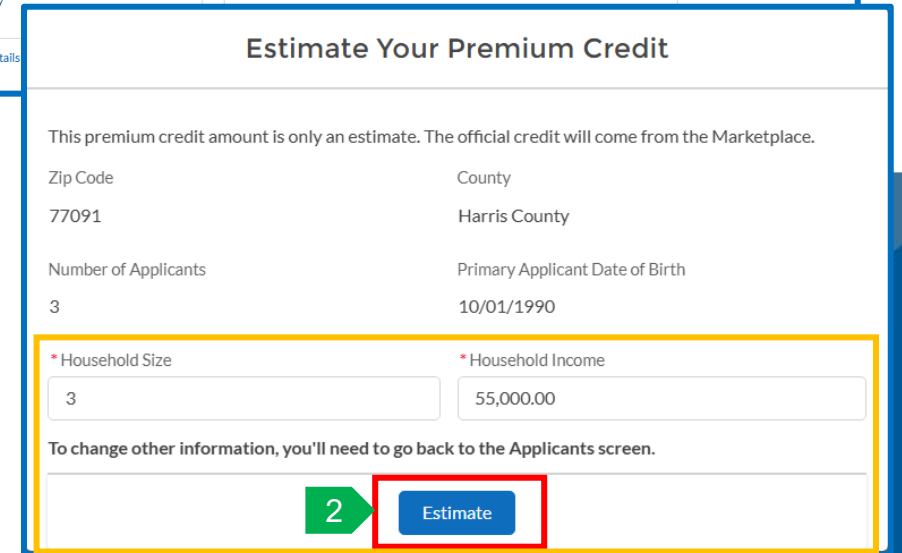 tails
Estimate Your Premium Credit
This premium credit amount is only an estimate. The official credit will come from the Marketplace.
Zip Code County
77091 Harris County
Number of Applicants Primary Applicant Date of Birth
3 10/01/1990
*Household Size *Household Income
3 55,000.00
To change other information, you'll need to go back to the Applicants screen.
2 Estimate